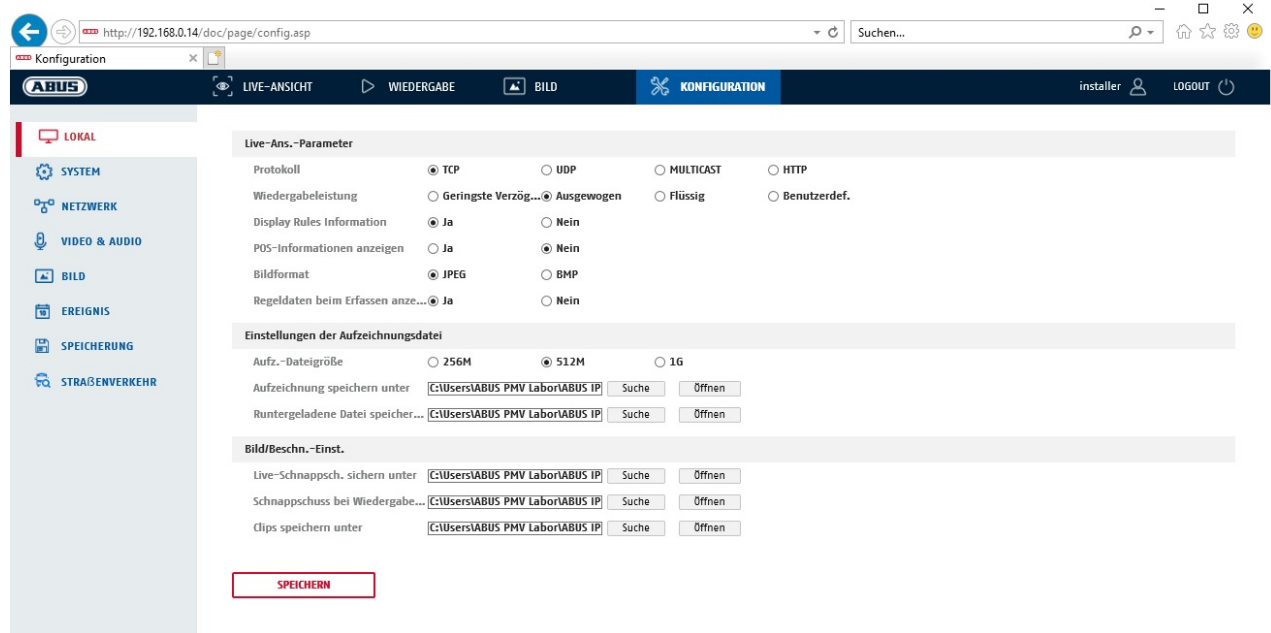 http://192.168.0.14/doc/page/config.asp
Suchen...
Konfiguration
ABUS
LIVE-ANSICHT
WIEDERGABE
BILD
KONFIGURATION
installer
LOGOUT
LOKAL
SYSTEM
NETZWERK
VIDEO & AUDIO
BILD
EREIGNIS
SPEICHERUNG
STRAßENVERKEHR
Live-Ans.-Parameter
Protokoll TCP UDP MULTICAST HTTP
Wiedergabeleistung Geringste Verzög... Ausgewogen Flüssig Benutzerdef.
Display Rules Information Ja Nein
POS-Informationen anzeigen Ja Nein
Bildformat JPEG BMP
Regeldaten beim Erfassen anze... Ja Nein
Einstellungen der Aufzeichnungsdatei
Aufz.-Dateigröße 256M 512M 1G
Aufzeichnung speichern unter C:\Users\ABUS PMV Labor\ABUS IP Suche Öffnen
Runtergeladene Datei speicher... C:\Users\ABUS PMV Labor\ABUS IP Suche Öffnen
Bild/Beschn.-Einst.
Live-Schnappsch. sichern unter C:\Users\ABUS PMV Labor\ABUS IP Suche Öffnen
Schnappschuss bei Wiedergabe... C:\Users\ABUS PMV Labor\ABUS IP Suche Öffnen
Clips speichern unter C:\Users\ABUS PMV Labor\ABUS IP Suche Öffnen
SPEICHERN